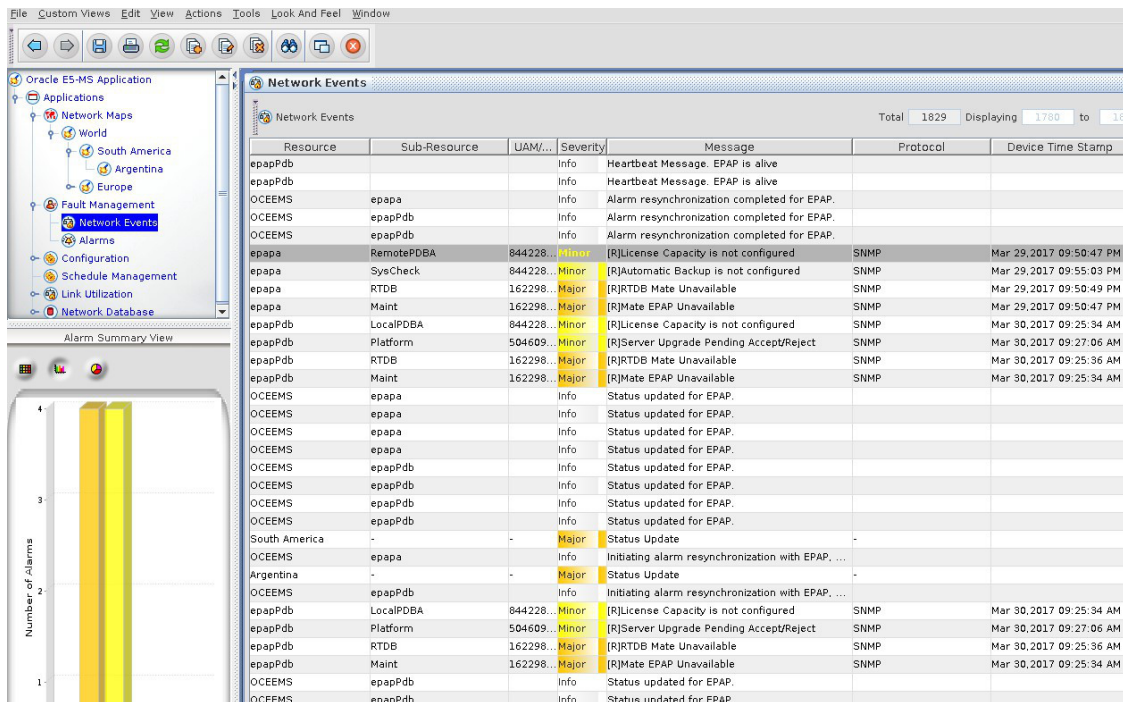 File Custom Views Edit View Actions Tools Look And Feel Window
Oracle E5-MS Application
Applications
Network Maps
World
South America
Argentina
Europe
Fault Management
Network Events
Alarms
Configuration
Schedule Management
Link Utilization
Network Database
Alarm Summary View
4
3
2
1
Number of Alarms
Network Events
Network Events Total 1829 Displaying 1780 to
Resource Sub-Resource UAM/... Severity Message Protocol Device Time Stamp
epapPdb Info Heartbeat Message. EPAP is alive
epapPdb Info Heartbeat Message. EPAP is alive
OCEEMS epapa Info Alarm resynchronization completed for EPAP.
OCEEMS epapPdb Info Alarm resynchronization completed for EPAP.
OCEEMS epapPdb Info Alarm resynchronization completed for EPAP.
epapa RemotePDBA 844228... Minor [R]License Capacity is not configured SNMP Mar 29,2017 09:50:47 PM
epapa SysCheck 844228... Minor [R]Automatic Backup is not configured SNMP Mar 29,2017 09:55:03 PM
epapa RTDB 162298... Major [R]RTDB Mate Unavailable SNMP Mar 29,2017 09:50:49 PM
epapa Maint 162298... Major [R]Mate EPAP Unavailable SNMP Mar 29,2017 09:50:47 PM
epapPdb LocalPDBA 844228... Minor [R]License Capacity is not configured SNMP Mar 30,2017 09:25:34 AM
epapPdb Platform 504609... Minor [R]Server Upgrade Pending Accept/Reject SNMP Mar 30,2017 09:27:06 AM
epapPdb RTDB 162298... Major [R]RTDB Mate Unavailable SNMP Mar 30,2017 09:25:36 AM
epapPdb Maint 162298... Major [R]Mate EPAP Unavailable SNMP Mar 30,2017 09:25:34 AM
OCEEMS epapa Info Status updated for EPAP.
OCEEMS epapa Info Status updated for EPAP.
OCEEMS epapa Info Status updated for EPAP.
OCEEMS epapa Info Status updated for EPAP.
OCEEMS epapPdb Info Status updated for EPAP.
OCEEMS epapPdb Info Status updated for EPAP.
OCEEMS epapPdb Info Status updated for EPAP.
OCEEMS epapPdb Info Status updated for EPAP.
South America - - Major Status Update -
OCEEMS epapa Info Initiating alarm resynchronization with EPAP, ...
Argentina - - Major Status Update -
OCEEMS epapPdb Info Initiating alarm resynchronization with EPAP, ...
epapPdb LocalPDBA 844228... Minor [R]License Capacity is not configured SNMP Mar 30,2017 09:25:34 AM
epapPdb Platform 504609... Minor [R]Server Upgrade Pending Accept/Reject SNMP Mar 30,2017 09:27:06 AM
epapPdb RTDB 162298... Major [R]RTDB Mate Unavailable SNMP Mar 30,2017 09:25:36 AM
epapPdb Maint 162298... Major [R]Mate EPAP Unavailable SNMP Mar 30,2017 09:25:34 AM
OCEEMS epapPdb Info Status updated for EPAP.
OCEEMS epapPdb Info Status updated for EPAP.